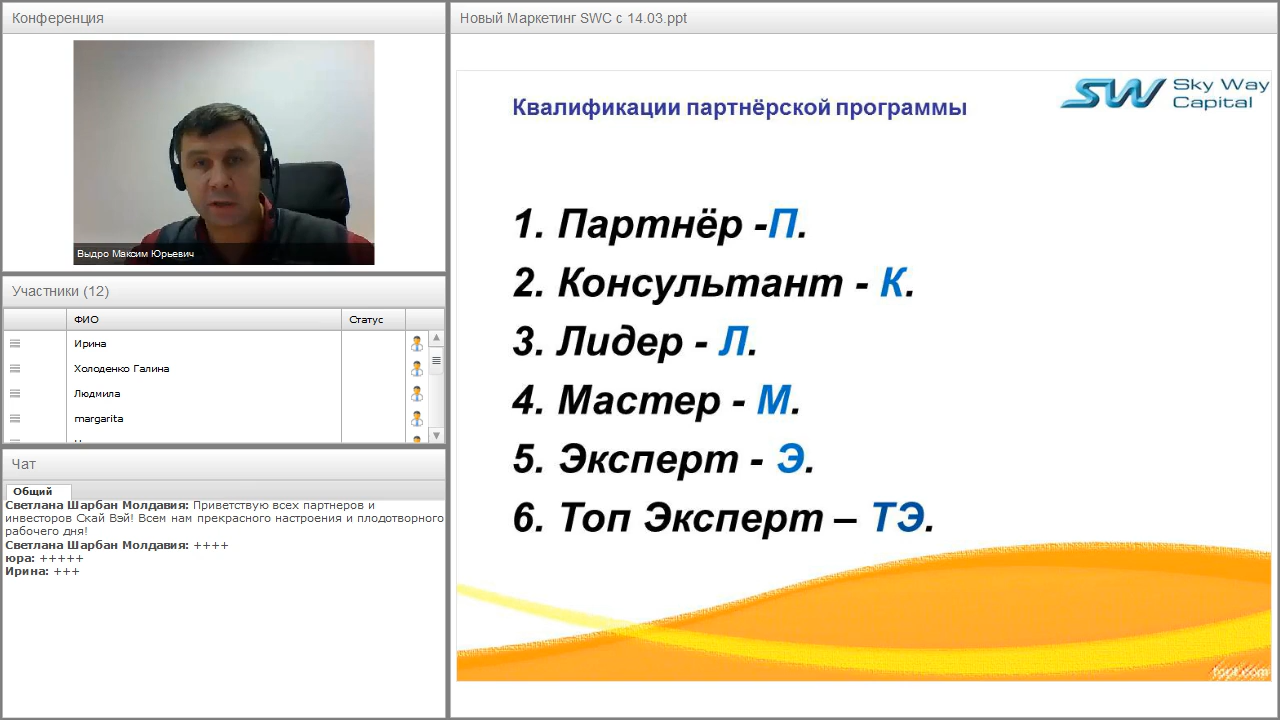 Конференция
Выдро Максим Юрьевич
Участники (12)
ФИО
Статус
Ирина
Холоденко Галина
Людмила
margarita
Чат
Общий
Светлана Шарбан Молдавия: Приветствую всех партнеров и
инвесторов Скай Вэй! Всем нам прекрасного настроения и плодотворного
рабочего дня!
Светлана Шарбан Молдавия: ++++
юра: +++++
Ирина: +++
Новый Маркетинг SWC с 14.03.ppt
SW Sky Way
Capital
Квалификации партнёрской программы
1. Партнёр -П.
2. Консультант - К.
3. Лидер - Л.
4. Мастер - М.
5. Эксперт - Э.
6. Топ Эксперт – ТЭ.